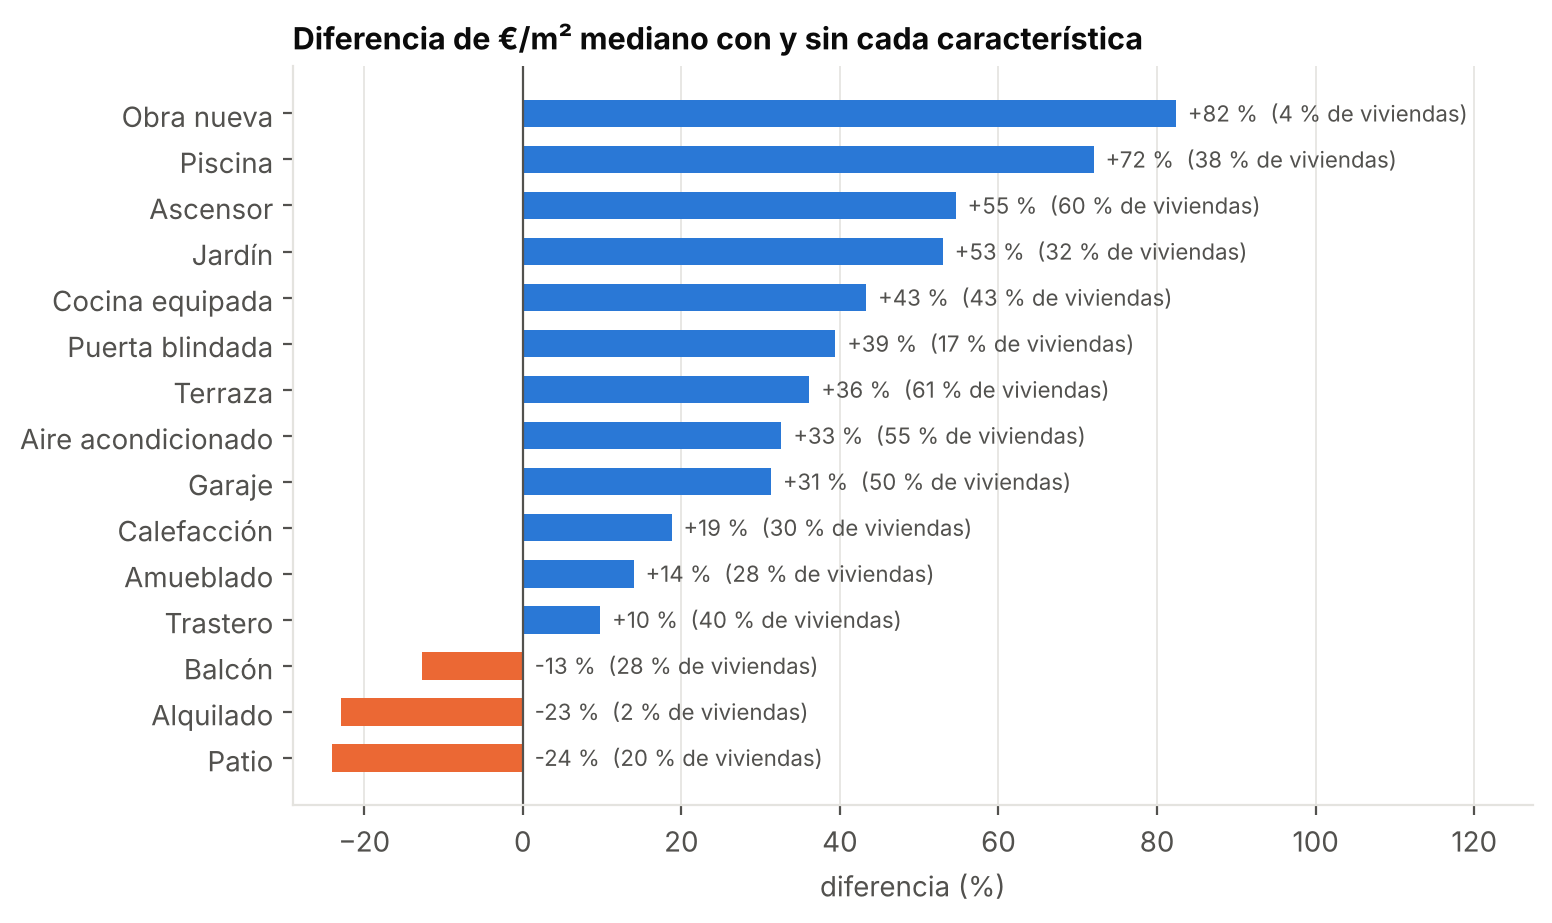 Diferencia de €/m² mediano con y sin cada característica
Obra nueva +82 % (4 % de viviendas)
Piscina +72 % (38 % de viviendas)
Ascensor +55 % (60 % de viviendas)
Jardín +53 % (32 % de viviendas)
Cocina equipada +43 % (43 % de viviendas)
Puerta blindada +39 % (17 % de viviendas)
Terraza +36 % (61 % de viviendas)
Aire acondicionado +33 % (55 % de viviendas)
Garaje +31 % (50 % de viviendas)
Calefacción +19 % (30 % de viviendas)
Amueblado +14 % (28 % de viviendas)
Trastero +10 % (40 % de viviendas)
Balcón -13 % (28 % de viviendas)
Alquilado -23 % (2 % de viviendas)
Patio -24 % (20 % de viviendas)
−20 0 20 40 60 80 100 120
diferencia (%)